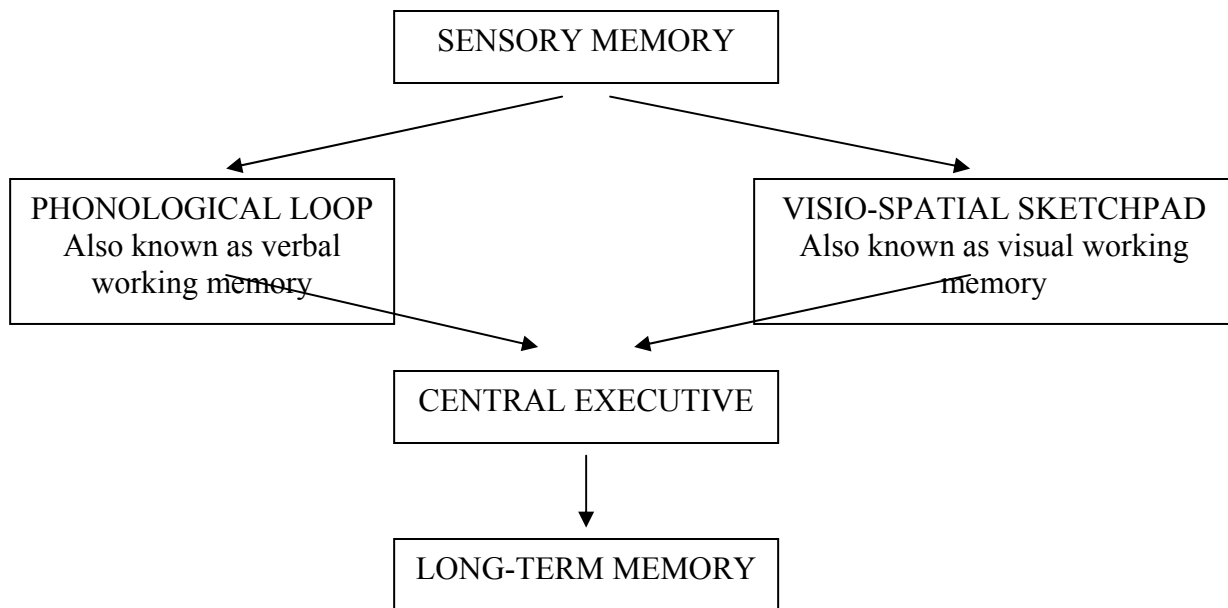 SENSORY MEMORY
PHONOLOGICAL LOOP
Also known as verbal
working memory
VISIO-SPATIAL SKETCHPAD
Also known as visual working
memory
CENTRAL EXECUTIVE
LONG-TERM MEMORY